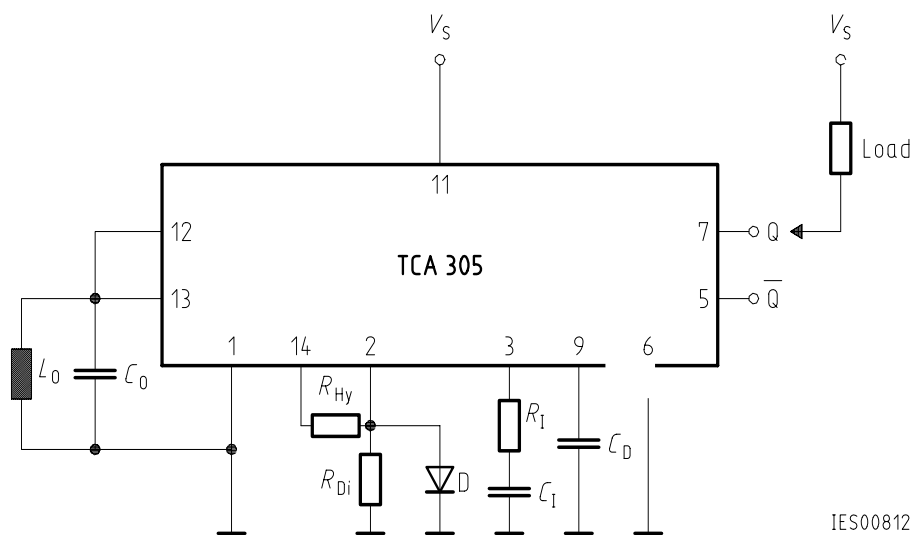 V_S
V_S
Load
11
12
7
Q
TCA 305
13
5
Q̅
1
14
2
3
9
6
L_0
C_0
R_Hy
R_I
R_Di
D
C_D
C_I
IES00812